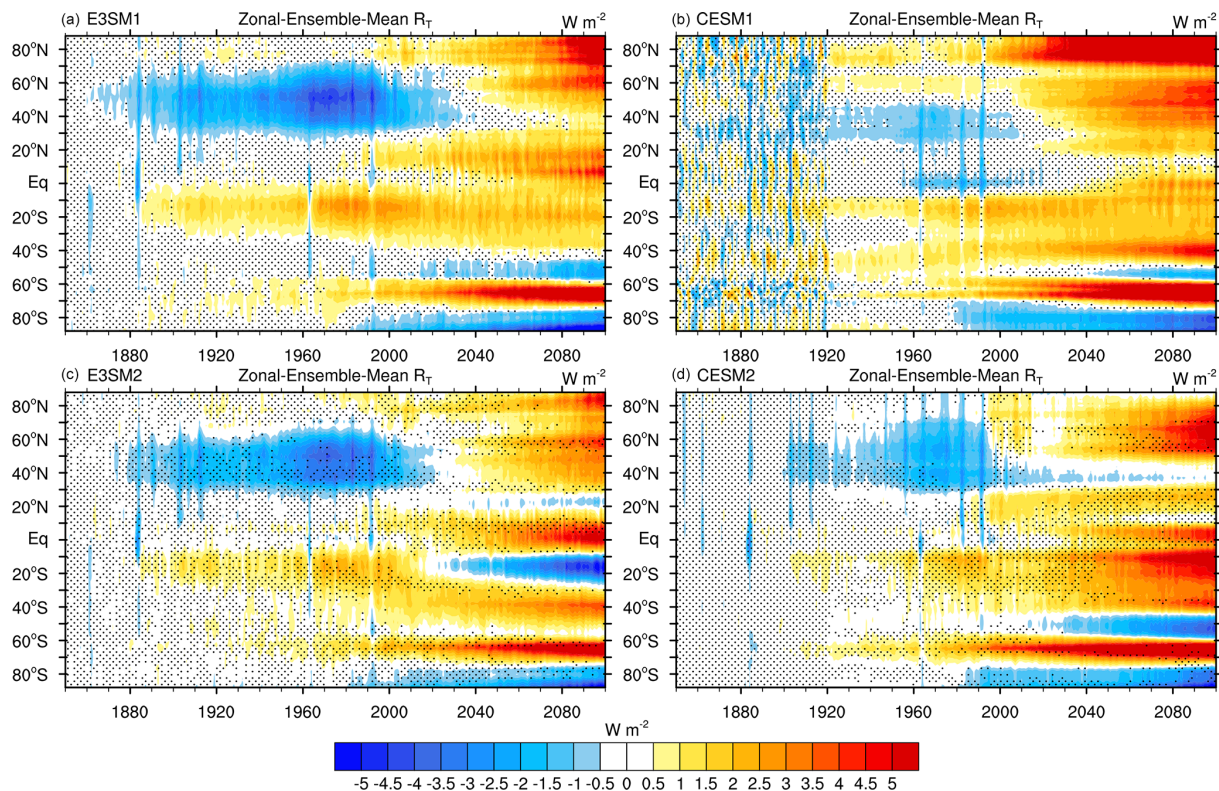 (a) E3SM1 Zonal-Ensemble-Mean R_T W m⁻²
80°N
60°N
40°N
20°N
Eq
20°S
40°S
60°S
80°S
1880 1920 1960 2000 2040 2080
(b) CESM1 Zonal-Ensemble-Mean R_T W m⁻²
80°N
60°N
40°N
20°N
Eq
20°S
40°S
60°S
80°S
1880 1920 1960 2000 2040 2080
(c) E3SM2 Zonal-Ensemble-Mean R_T W m⁻²
80°N
60°N
40°N
20°N
Eq
20°S
40°S
60°S
80°S
1880 1920 1960 2000 2040 2080
(d) CESM2 Zonal-Ensemble-Mean R_T W m⁻²
80°N
60°N
40°N
20°N
Eq
20°S
40°S
60°S
80°S
1880 1920 1960 2000 2040 2080
W m⁻²
-5 -4.5 -4 -3.5 -3 -2.5 -2 -1.5 -1 -0.5 0 0.5 1 1.5 2 2.5 3 3.5 4 4.5 5